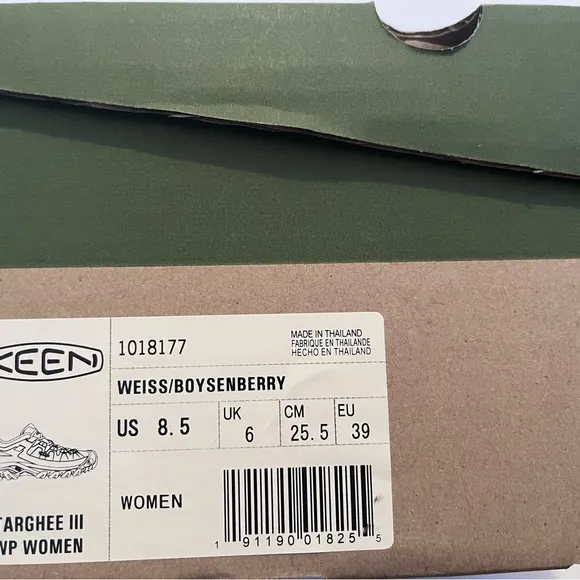 KEEN
1018177
MADE IN THAILAND
FABRIQUE EN THAILANDE
HECHO EN THAILAND
WEISS/BOYSENBERRY
US 8.5
UK 6
CM 25.5
EU 39
WOMEN
TARGHEE III
WP WOMEN
1 91190 01825 5